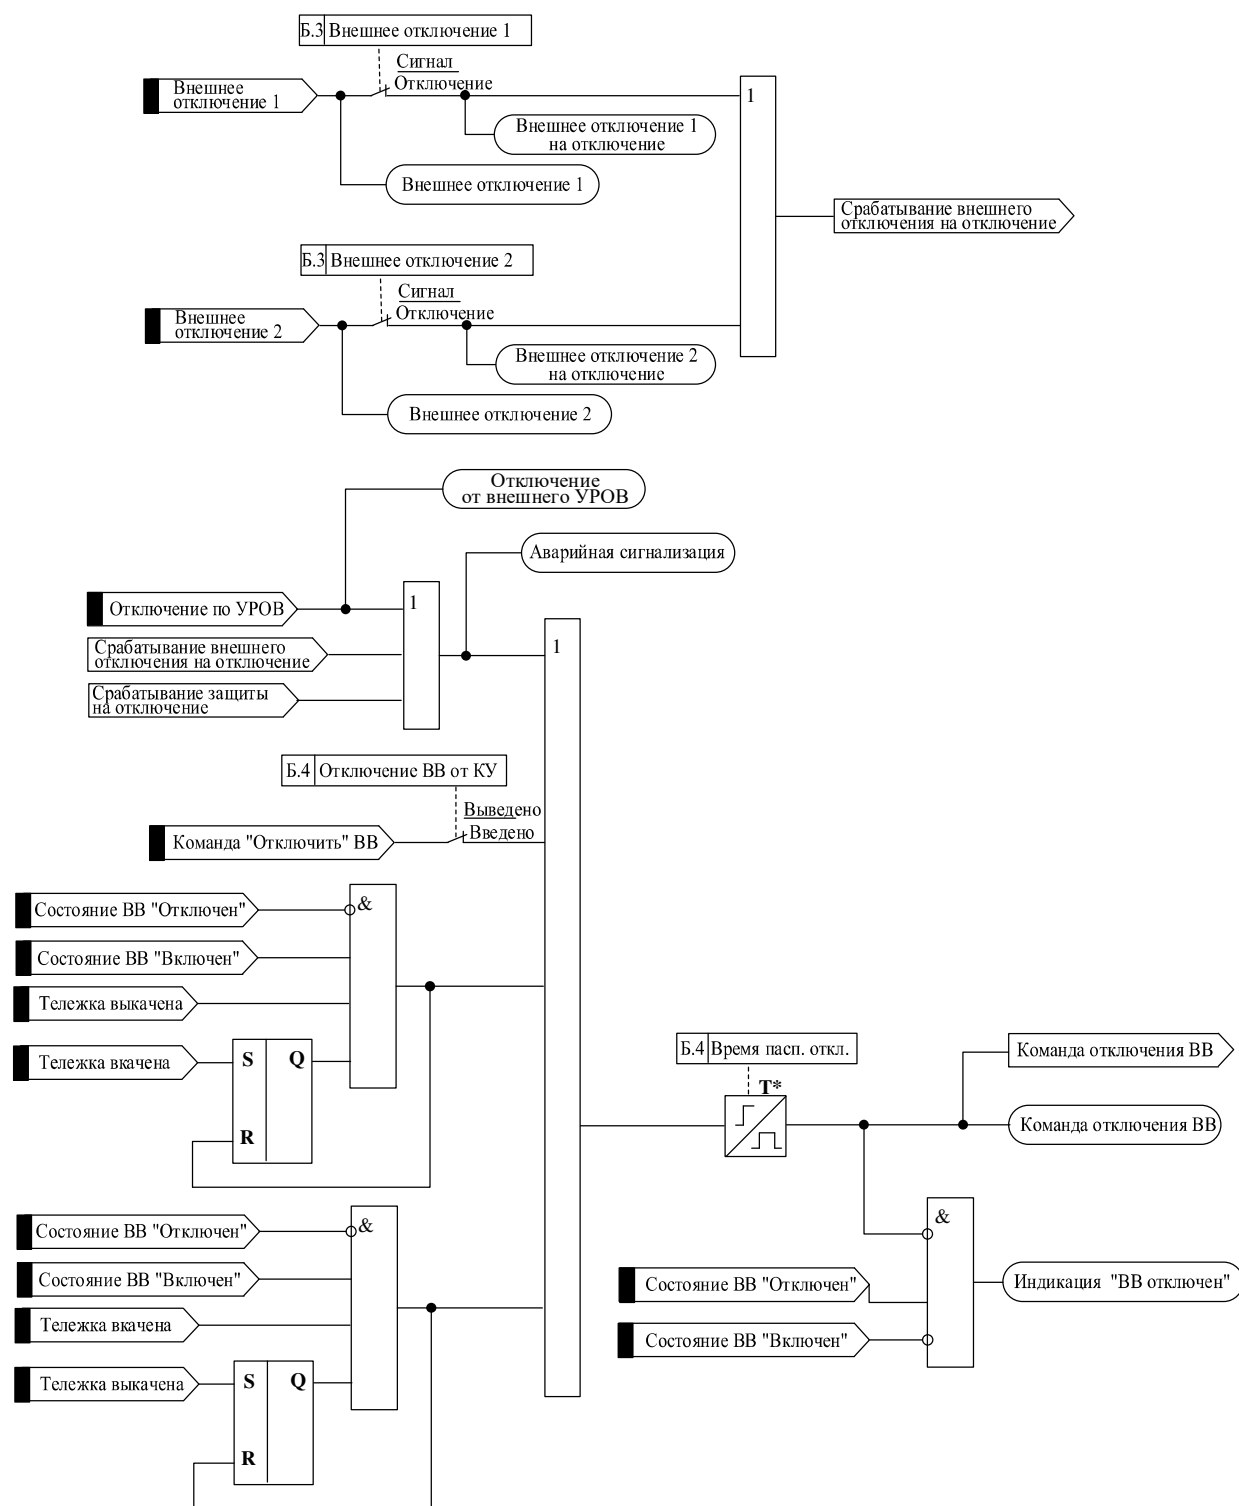 Б.3 Внешнее отключение 1
Сигнал
Отключение
Внешнее
отключение 1
1
Внешнее отключение 1
на отключение
Внешнее отключение 1
Срабатывание внешнего
отключения на отключение
Б.3 Внешнее отключение 2
Сигнал
Отключение
Внешнее
отключение 2
Внешнее отключение 2
на отключение
Внешнее отключение 2
Отключение
от внешнего УРОВ
Аварийная сигнализация
Отключение по УРОВ
1
Срабатывание внешнего
отключения на отключение
Срабатывание защиты
на отключение
1
Б.4 Отключение ВВ от КУ
Выведено
Введено
Команда "Отключить" ВВ
Состояние ВВ "Отключен"
&
Состояние ВВ "Включен"
Тележка выкачена
Тележка вкачена
S Q
R
Б.4 Время пасп. откл.
T*
Команда отключения ВВ
Команда отключения ВВ
Состояние ВВ "Отключен"
&
Состояние ВВ "Включен"
Тележка вкачена
Тележка выкачена
S Q
R
&
Состояние ВВ "Отключен"
Состояние ВВ "Включен"
Индикация "ВВ отключен"